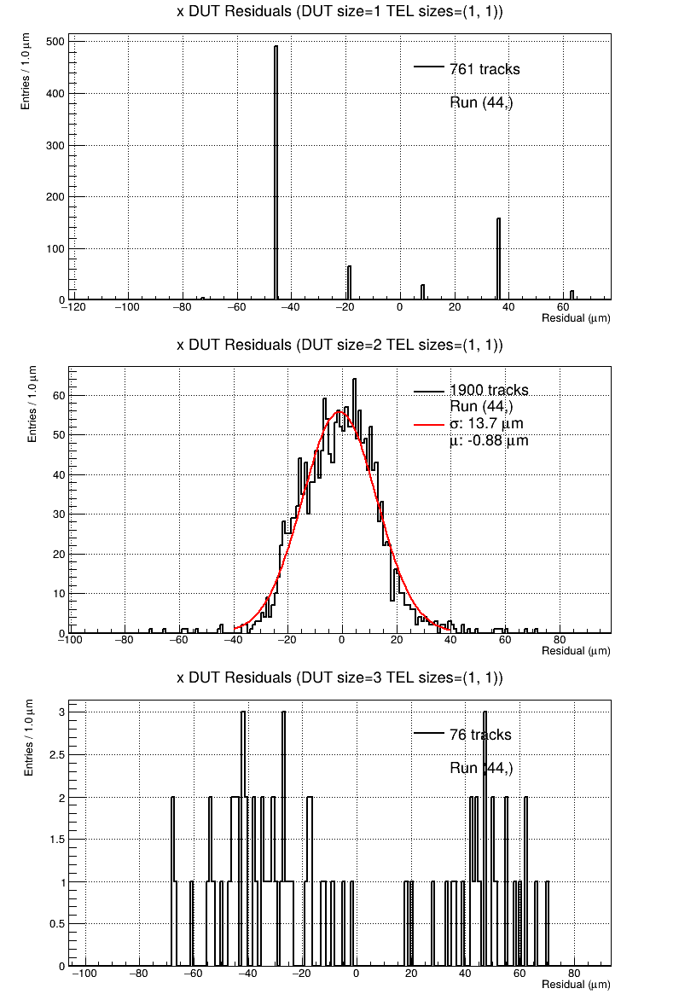 x DUT Residuals (DUT size=1 TEL sizes=(1, 1))
Entries / 1.0 μm
500
400
300
200
100
0
761 tracks
Run (44,)
−120 −100 −80 −60 −40 −20 0 20 40 60
Residual (μm)
x DUT Residuals (DUT size=2 TEL sizes=(1, 1))
Entries / 1.0 μm
60
50
40
30
20
10
0
1900 tracks
Run (44,)
σ: 13.7 μm
μ: -0.88 μm
−100 −80 −60 −40 −20 0 20 40 60 80
Residual (μm)
x DUT Residuals (DUT size=3 TEL sizes=(1, 1))
Entries / 1.0 μm
3
2.5
2
1.5
1
0.5
0
76 tracks
Run (44,)
−100 −80 −60 −40 −20 0 20 40 60 80
Residual (μm)